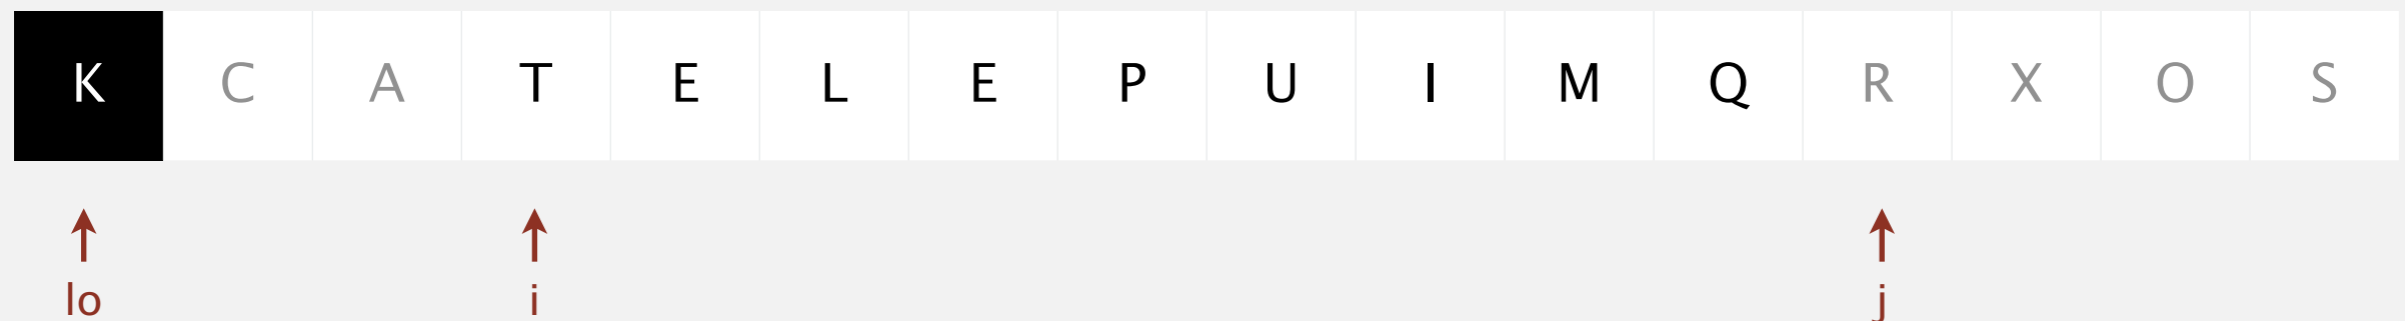 K C A T E L E P U I M Q R X O S
lo i j